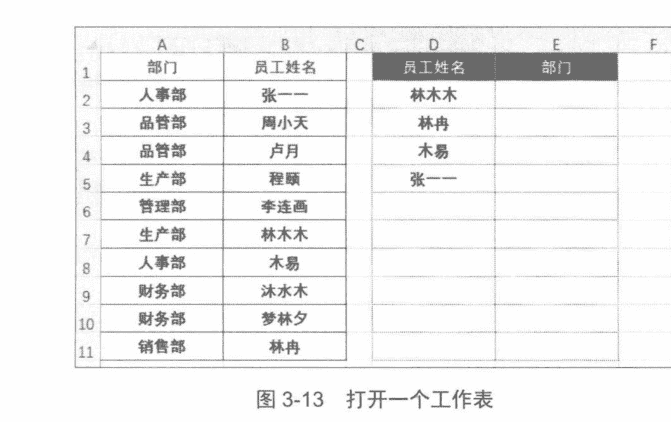 A B C D E F
1 部门 员工姓名 员工姓名 部门
2 人事部 张一一 林木木
3 品管部 周小天 林冉
4 品管部 卢月 木易
5 生产部 程颐 张一一
6 管理部 李连画
7 生产部 林木木
8 人事部 木易
9 财务部 沐水木
10 财务部 梦林夕
11 销售部 林冉
图 3-13 打开一个工作表